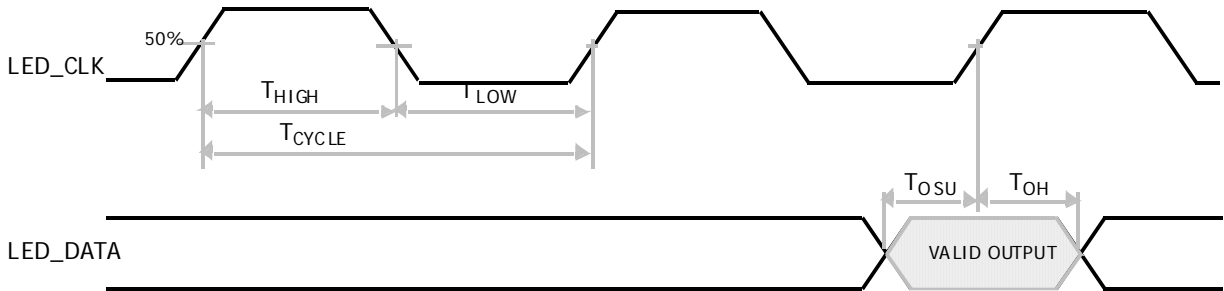 50%
LED_CLK
THIGH
TLOW
TCYCLE
TOSU
TOH
LED_DATA
VALID OUTPUT